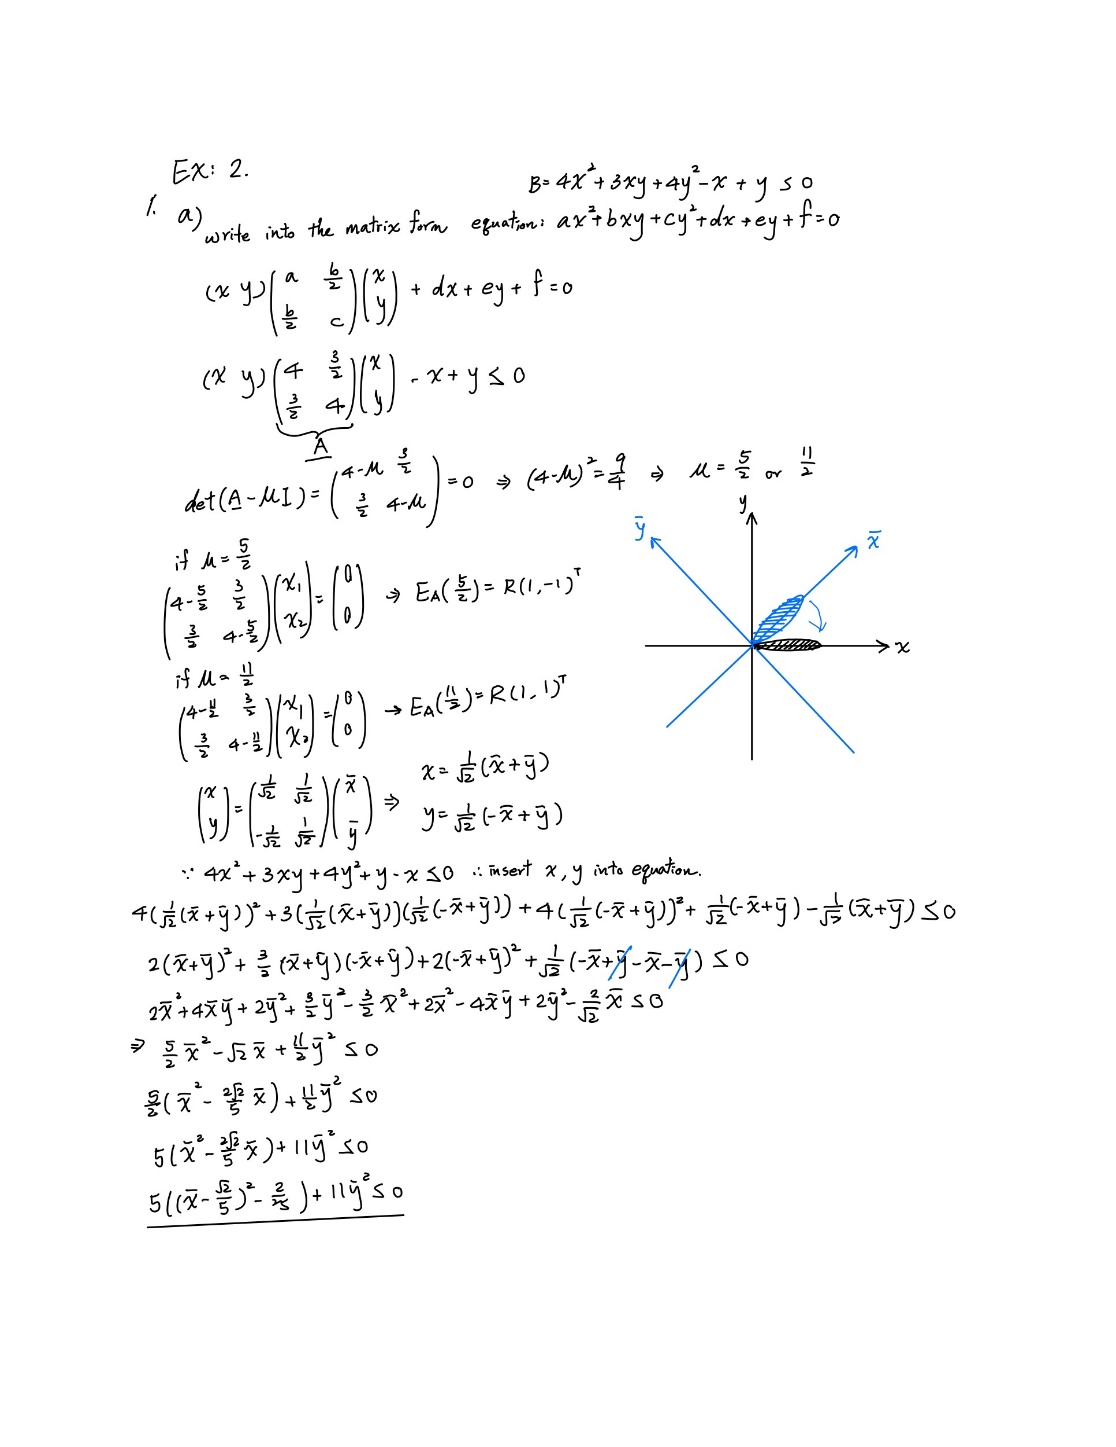 Ex: 2.
B= 4x²+3xy+4y²-x+y ≤ 0
1. a) write into the matrix form equation: ax²+bxy+cy²+dx+ey+f=0
(x y)(a b/2; b/2 c)(x; y) + dx+ey+f=0
(x y)(4 3/2; 3/2 4)(x; y) - x+y ≤ 0
A
det(A-μI)=(4-μ 3/2; 3/2 4-μ)=0 ⇒ (4-μ)²=9/4 ⇒ μ=5/2 or 11/2
if μ=5/2
(4-5/2 3/2; 3/2 4-5/2)(x₁; x₂)=(0; 0) ⇒ E_A(5/2)=R(1,-1)ᵀ
if μ=11/2
(4-11/2 3/2; 3/2 4-11/2)(x₁; x₂)=(0; 0) → E_A(11/2)=R(1,1)ᵀ
y
ȳ
x̄
x
(x; y)=(1/√2 1/√2; -1/√2 1/√2)(x̄; ȳ) ⇒ x=1/√2(x̄+ȳ)
y=1/√2(-x̄+ȳ)
∵ 4x²+3xy+4y²+y-x≤0 ∴ insert x, y into equation.
4(1/√2(x̄+ȳ))²+3(1/√2(x̄+ȳ))(1/√2(-x̄+ȳ))+4(1/√2(-x̄+ȳ))²+1/√2(-x̄+ȳ)-1/√2(x̄+ȳ)≤0
2(x̄+ȳ)²+3/2(x̄+ȳ)(-x̄+ȳ)+2(-x̄+ȳ)²+1/√2(-x̄+ȳ-x̄-ȳ)≤0
2x̄²+4x̄ȳ+2ȳ²+3/2ȳ²-3/2x̄²+2x̄²-4x̄ȳ+2ȳ²-2/√2x̄≤0
⇒ 5/2x̄²-√2x̄+11/2ȳ²≤0
5/2(x̄²-2√2/5x̄)+11/2ȳ²≤0
5(x̄²-2√2/5x̄)+11ȳ²≤0
5((x̄-√2/5)²-2/25)+11ȳ²≤0